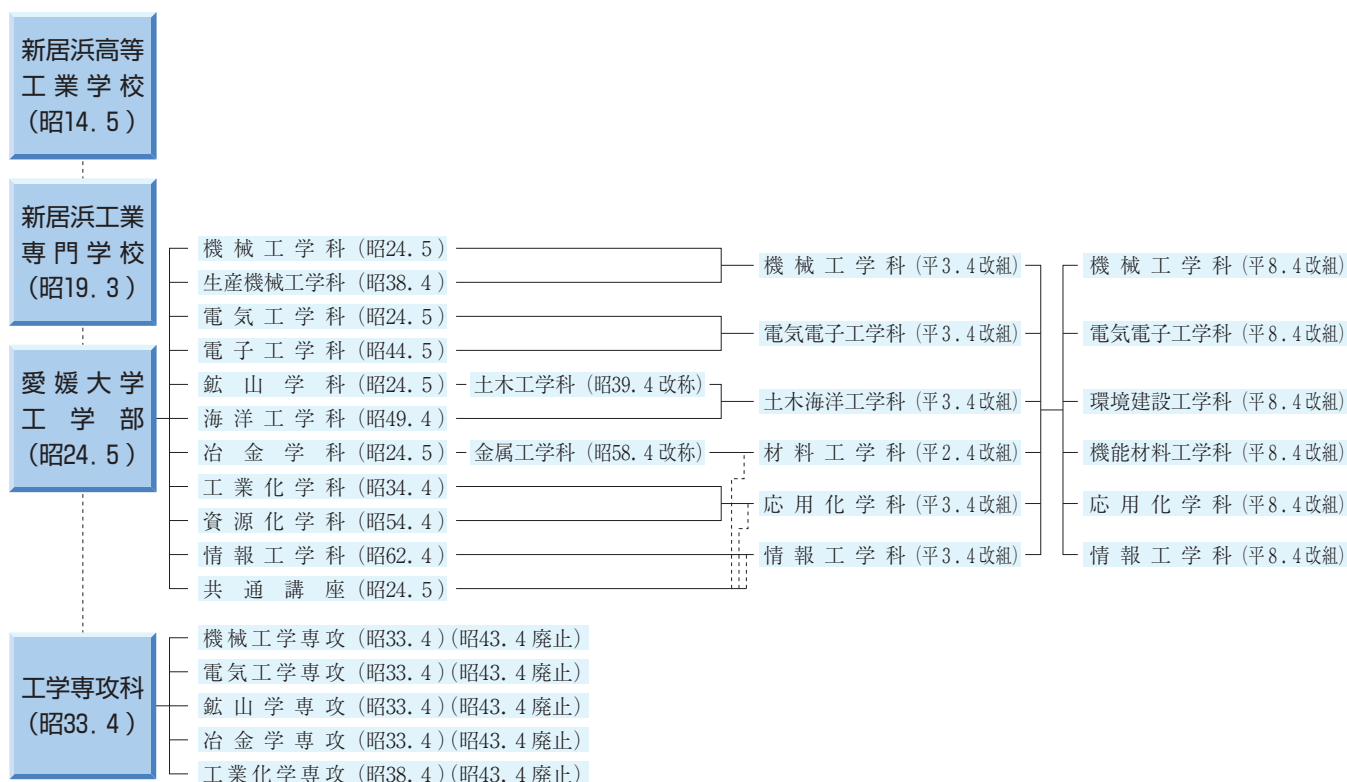 新居浜高等
工業学校
(昭14.5)
新居浜工業
専門学校
(昭19.3)
愛媛大学
工学部
(昭24.5)
機械工学科(昭24.5)
生産機械工学科(昭38.4)
電気工学科(昭24.5)
電子工学科(昭44.5)
鉱山学科(昭24.5)
土木工学科(昭39.4改称)
海洋工学科(昭49.4)
冶金学科(昭24.5)
金属工学科(昭58.4改称)
工業化学科(昭34.4)
資源化学科(昭54.4)
情報工学科(昭62.4)
共通講座(昭24.5)
機械工学科(平3.4改組)
電気電子工学科(平3.4改組)
土木海洋工学科(平3.4改組)
材料工学科(平2.4改組)
応用化学科(平3.4改組)
情報工学科(平3.4改組)
機械工学科(平8.4改組)
電気電子工学科(平8.4改組)
環境建設工学科(平8.4改組)
機能材料工学科(平8.4改組)
応用化学科(平8.4改組)
情報工学科(平8.4改組)
工学専攻科
(昭33.4)
機械工学専攻(昭33.4)(昭43.4廃止)
電気工学専攻(昭33.4)(昭43.4廃止)
鉱山学専攻(昭33.4)(昭43.4廃止)
冶金学専攻(昭33.4)(昭43.4廃止)
工業化学専攻(昭38.4)(昭43.4廃止)